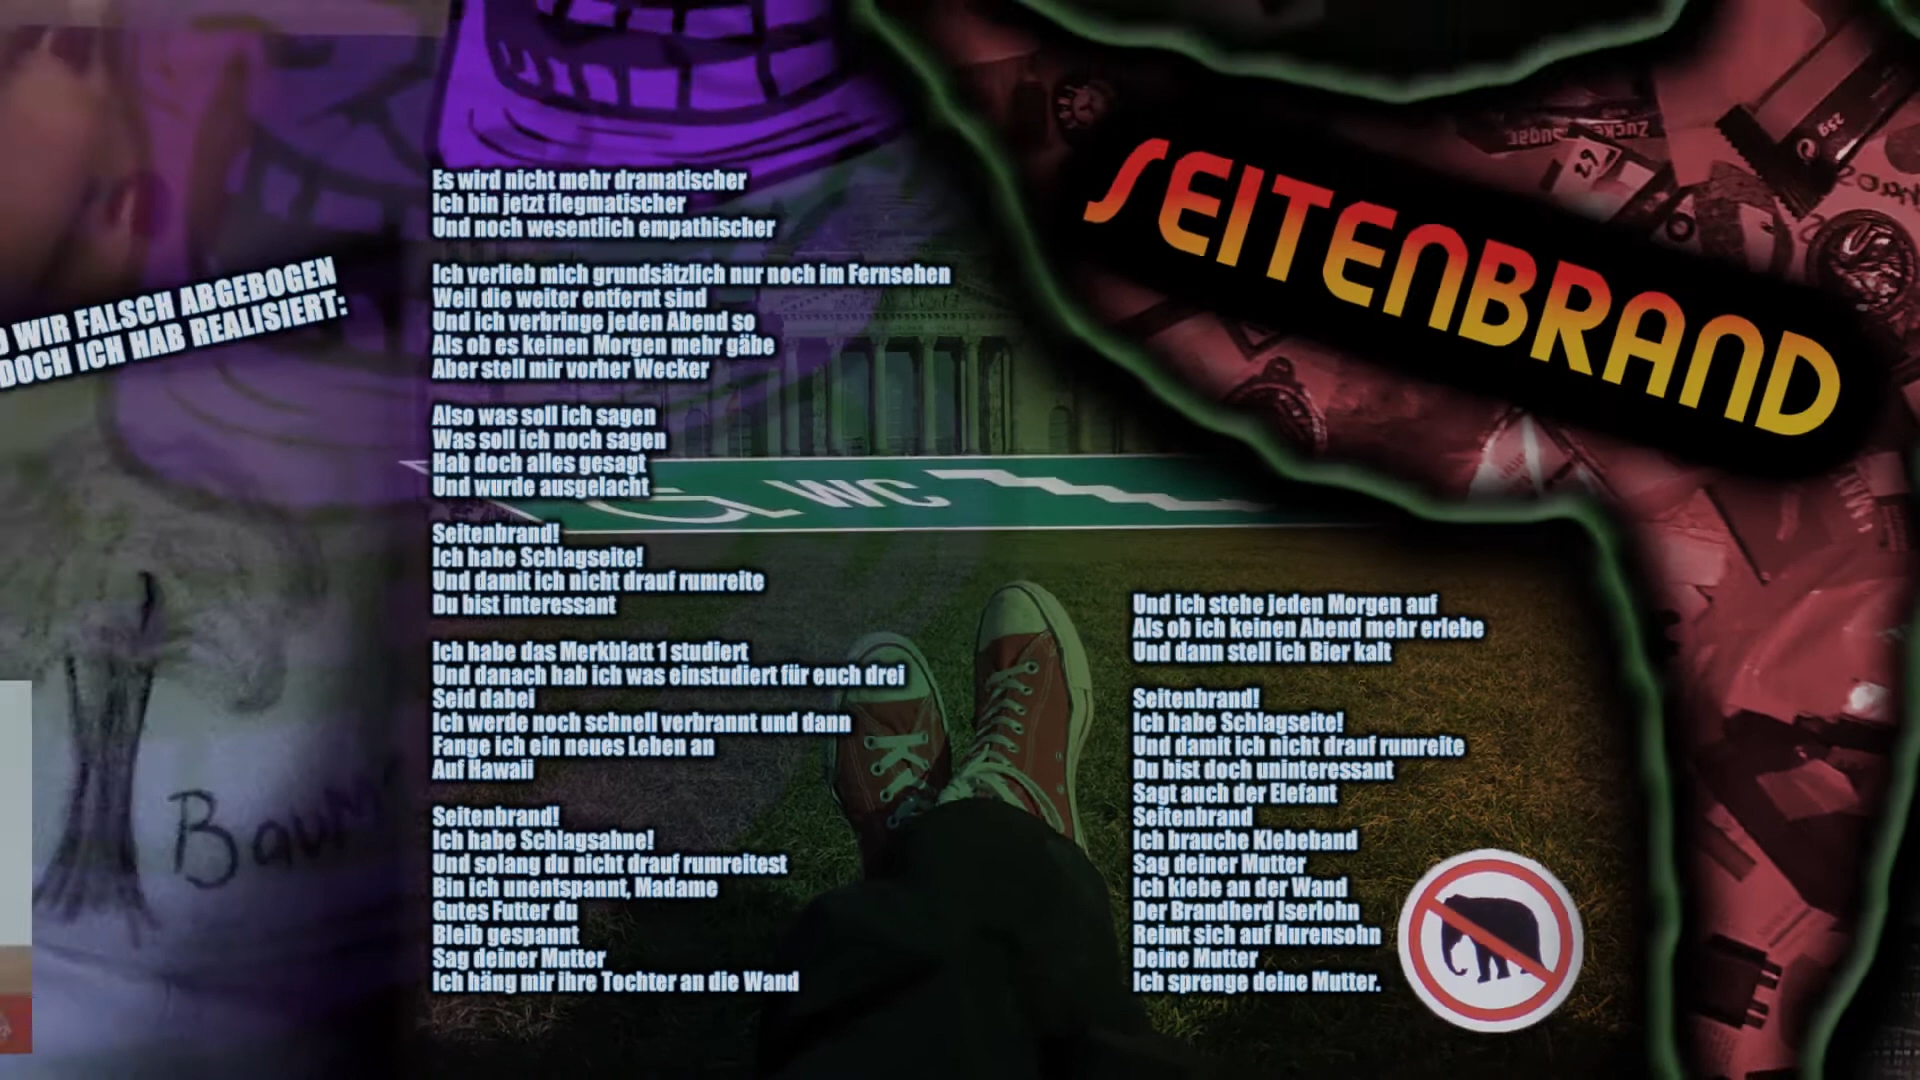 D WIR FALSCH ABGEBOGEN
DOCH ICH HAB REALISIERT:
Baum
Es wird nicht mehr dramatischer
Ich bin jetzt flegmatischer
Und noch wesentlich empathischer
Ich verlieb mich grundsätzlich nur noch im Fernsehen
Weil die weiter entfernt sind
Und ich verbringe jeden Abend so
Als ob es keinen Morgen mehr gäbe
Aber stell mir vorher Wecker
Also was soll ich sagen
Was soll ich noch sagen
Hab doch alles gesagt
Und wurde ausgelacht
Seitenbrand!
Ich habe Schlagseite!
Und damit ich nicht drauf rumreite
Du bist interessant
Ich habe das Merkblatt 1 studiert
Und danach hab ich was einstudiert für euch drei
Seid dabei
Ich werde noch schnell verbrannt und dann
Fange ich ein neues Leben an
Auf Hawaii
Seitenbrand!
Ich habe Schlagsahne!
Und solang du nicht drauf rumreitest
Bin ich unentspannt, Madame
Gutes Futter du
Bleib gespannt
Sag deiner Mutter
Ich häng mir ihre Tochter an die Wand
WC
SEITENBRAND
Zucker Sugar
29
25g
Und ich stehe jeden Morgen auf
Als ob ich keinen Abend mehr erlebe
Und dann stell ich Bier kalt
Seitenbrand!
Ich habe Schlagseite!
Und damit ich nicht drauf rumreite
Du bist doch uninteressant
Sagt auch der Elefant
Seitenbrand
Ich brauche Klebeband
Sag deiner Mutter
Ich klebe an der Wand
Der Brandherd Iserlohn
Reimt sich auf Hurensohn
Deine Mutter
Ich sprenge deine Mutter.